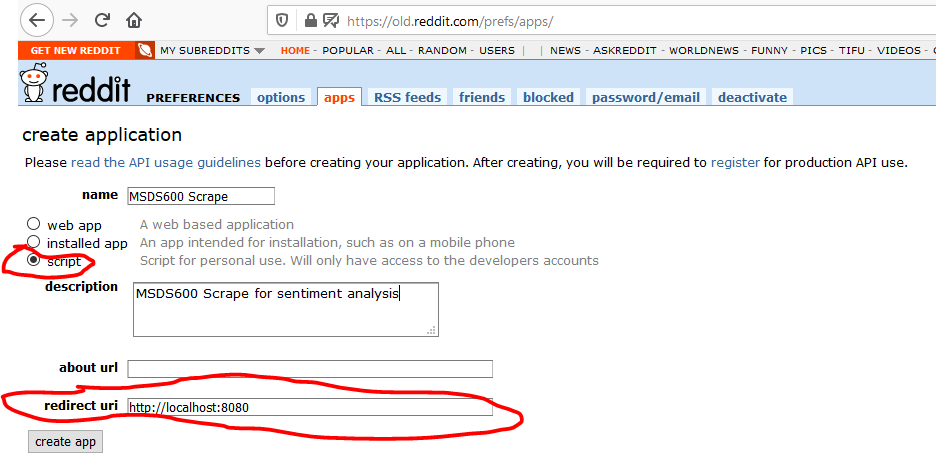 https://old.reddit.com/prefs/apps/
GET NEW REDDIT MY SUBREDDITS HOME - POPULAR - ALL - RANDOM - USERS | | NEWS - ASKREDDIT - WORLDNEWS - FUNNY - PICS - TIFU - VIDEOS -
reddit PREFERENCES options apps RSS feeds friends blocked password/email deactivate
create application
Please read the API usage guidelines before creating your application. After creating, you will be required to register for production API use.
name MSDS600 Scrape
web app A web based application
installed app An app intended for installation, such as on a mobile phone
script Script for personal use. Will only have access to the developers accounts
description MSDS600 Scrape for sentiment analysis
about url
redirect uri http://localhost:8080
create app